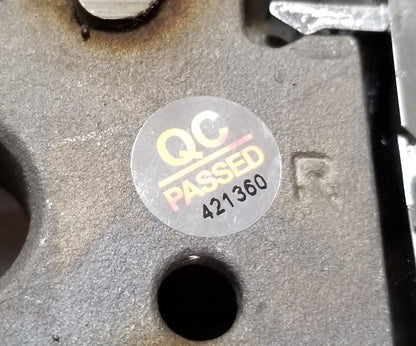 QC
PASSED
421360
R